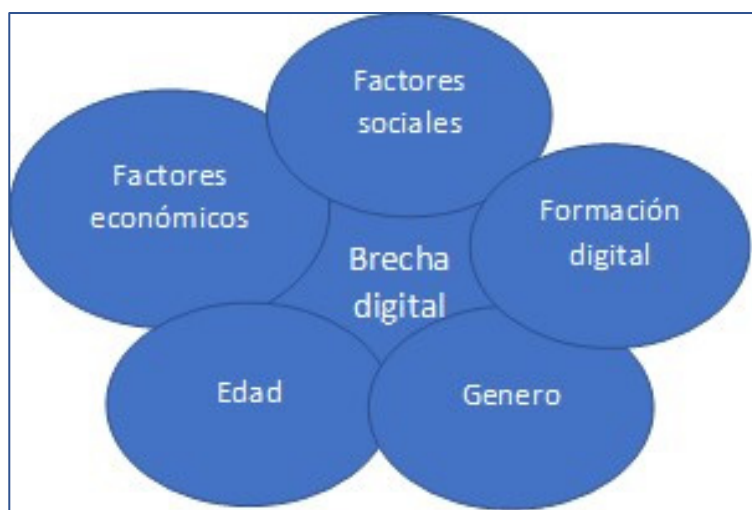 Factores
sociales
Factores
económicos
Formación
digital
Brecha
digital
Edad
Genero